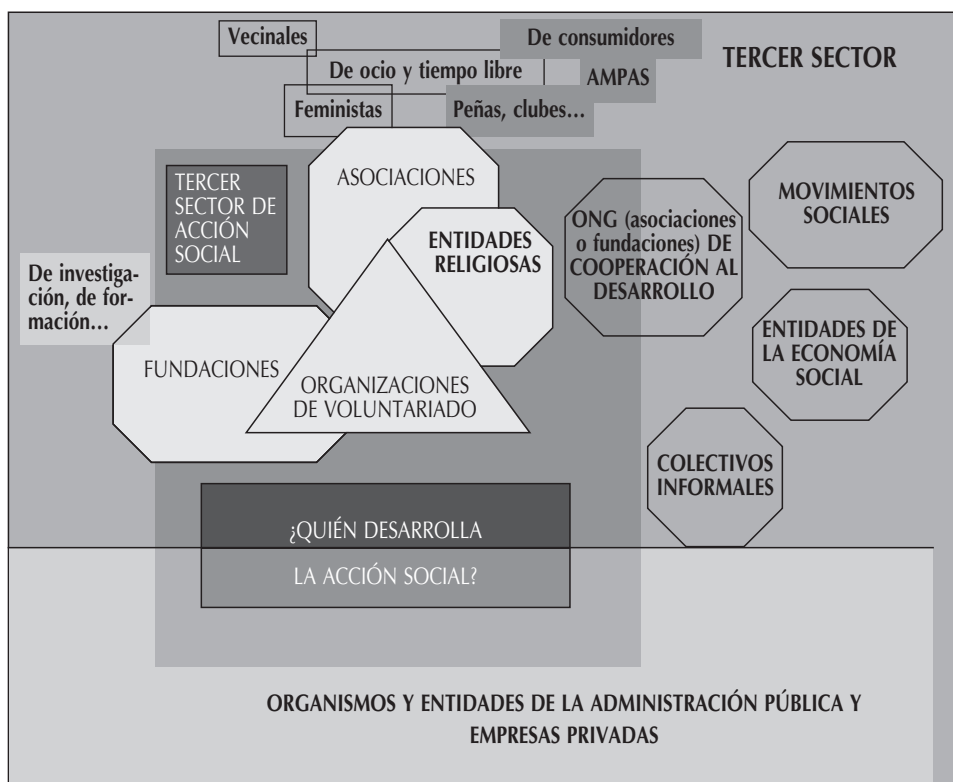 Vecinales
De consumidores
De ocio y tiempo libre
AMPAS
Feministas
Peñas, clubes...
TERCER SECTOR
TERCER
SECTOR DE
ACCIÓN
SOCIAL
ASOCIACIONES
ENTIDADES
RELIGIOSAS
ONG (asociaciones
o fundaciones) DE
COOPERACIÓN AL
DESARROLLO
MOVIMIENTOS
SOCIALES
De investiga-
ción, de for-
mación...
FUNDACIONES
ORGANIZACIONES
DE VOLUNTARIADO
ENTIDADES DE
LA ECONOMÍA
SOCIAL
COLECTIVOS
INFORMALES
¿QUIÉN DESARROLLA
LA ACCIÓN SOCIAL?
ORGANISMOS Y ENTIDADES DE LA ADMINISTRACIÓN PÚBLICA Y
EMPRESAS PRIVADAS